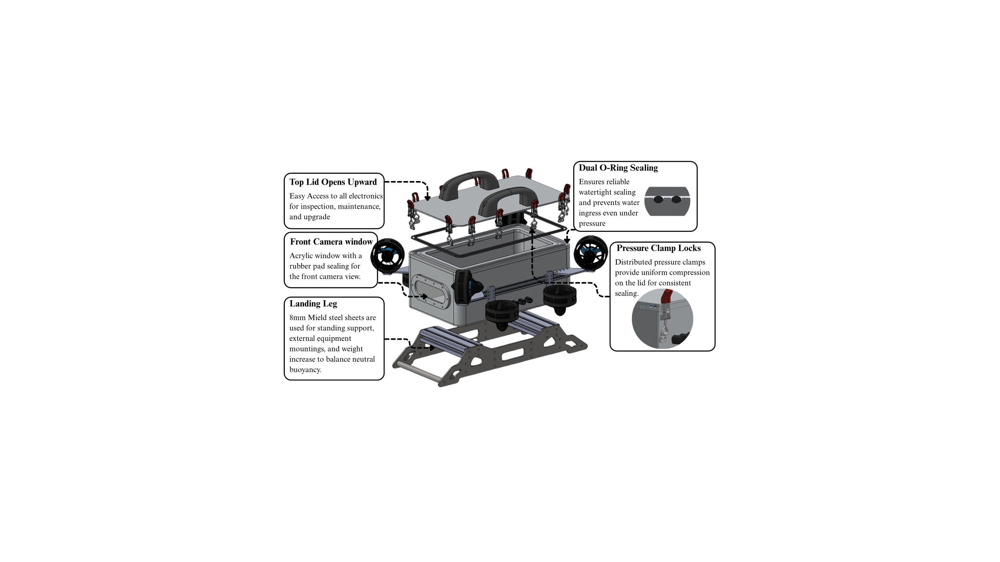 Top Lid Opens Upward
Easy Access to all electronics
for inspection, maintenance,
and upgrade
Front Camera window
Acrylic window with a
rubber pad sealing for
the front camera view.
Landing Leg
8mm Mield steel sheets are
used for standing support,
external equipment
mountings, and weight
increase to balance neutral
buoyancy.
Dual O-Ring Sealing
Ensures reliable
watertight sealing
and prevents water
ingress even under
pressure
Pressure Clamp Locks
Distributed pressure clamps
provide uniform compression
on the lid for consistent
sealing.